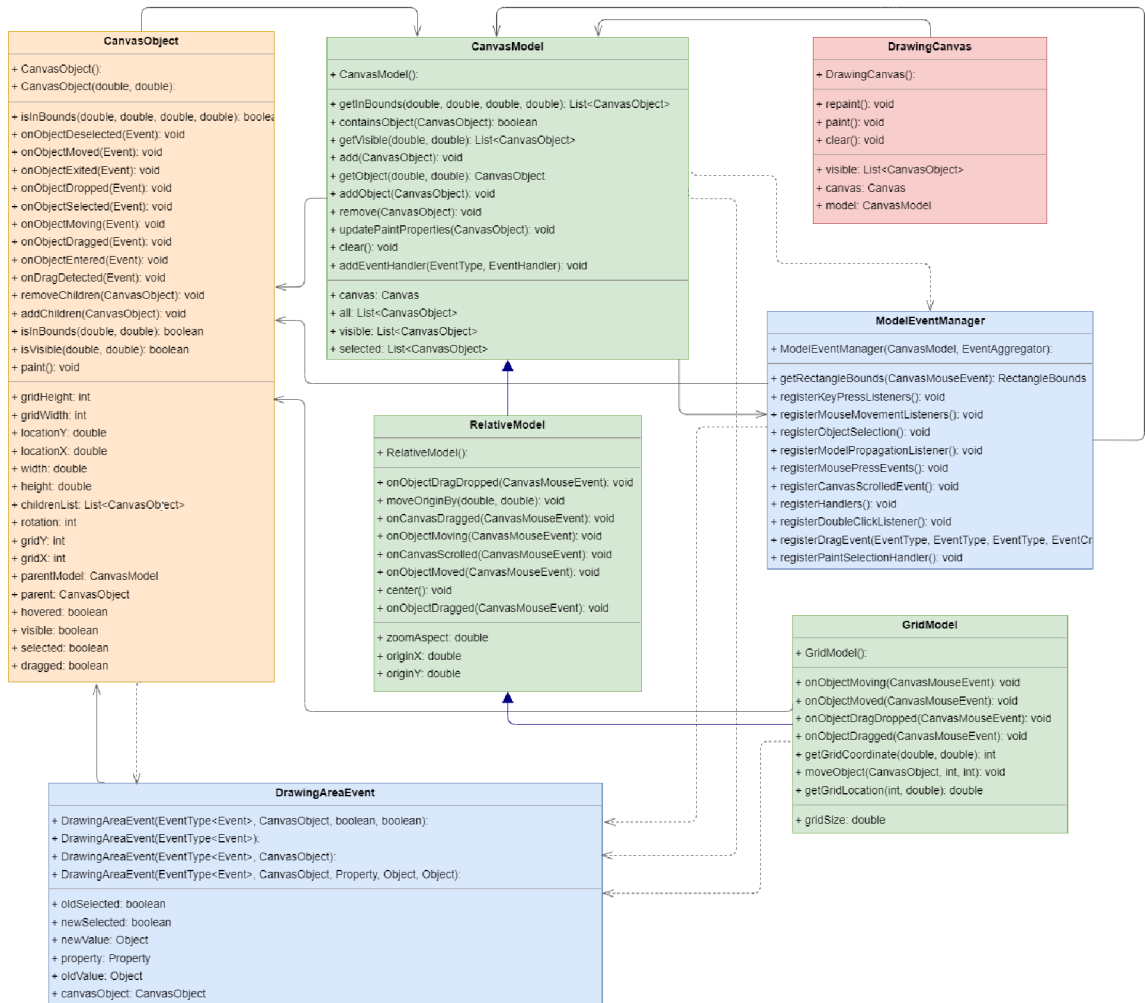 CanvasObject
+ CanvasObject():
+ CanvasObject(double, double):
+ isInBounds(double, double, double, double): boolea
+ onObjectDeselected(Event): void
+ onObjectMoved(Event): void
+ onObjectExited(Event): void
+ onObjectDropped(Event): void
+ onObjectSelected(Event): void
+ onObjectMoving(Event): void
+ onObjectDragged(Event): void
+ onObjectEntered(Event): void
+ onDragDetected(Event): void
+ removeChildren(CanvasObject): void
+ addChildren(CanvasObject): void
+ isInBounds(double, double): boolean
+ isVisible(double, double): boolean
+ paint(): void
+ gridHeight: int
+ gridWidth: int
+ locationY: double
+ locationX: double
+ width: double
+ height: double
+ childrenList: List<CanvasObject>
+ rotation: int
+ gridY: int
+ gridX: int
+ parentModel: CanvasModel
+ parent: CanvasObject
+ hovered: boolean
+ visible: boolean
+ selected: boolean
+ dragged: boolean
CanvasModel
+ CanvasModel():
+ getInBounds(double, double, double, double): List<CanvasObject>
+ containsObject(CanvasObject): boolean
+ getVisible(double, double): List<CanvasObject>
+ add(CanvasObject): void
+ getObject(double, double): CanvasObject
+ addObject(CanvasObject): void
+ remove(CanvasObject): void
+ updatePaintProperties(CanvasObject): void
+ clear(): void
+ addEventHandler(EventType, EventHandler): void
+ canvas: Canvas
+ all: List<CanvasObject>
+ visible: List<CanvasObject>
+ selected: List<CanvasObject>
DrawingCanvas
+ DrawingCanvas():
+ repaint(): void
+ paint(): void
+ clear(): void
+ visible: List<CanvasObject>
+ canvas: Canvas
+ model: CanvasModel
ModelEventManager
+ ModelEventManager(CanvasModel, EventAggregator):
+ getRectangleBounds(CanvasMouseEvent): RectangleBounds
+ registerKeyPressListeners(): void
+ registerMouseMovementListeners(): void
+ registerObjectSelection(): void
+ registerModelPropagationListener(): void
+ registerMousePressEvents(): void
+ registerCanvasScrolledEvent(): void
+ registerHandlers(): void
+ registerDoubleClickListener(): void
+ registerDragEvent(EventType, EventType, EventType, EventCr
+ registerPaintSelectionHandler(): void
RelativeModel
+ RelativeModel():
+ onObjectDragDropped(CanvasMouseEvent): void
+ moveOriginBy(double, double): void
+ onCanvasDragged(CanvasMouseEvent): void
+ onObjectMoving(CanvasMouseEvent): void
+ onCanvasScrolled(CanvasMouseEvent): void
+ onObjectMoved(CanvasMouseEvent): void
+ center(): void
+ onObjectDragged(CanvasMouseEvent): void
+ zoomAspect: double
+ originX: double
+ originY: double
GridModel
+ GridModel():
+ onObjectMoving(CanvasMouseEvent): void
+ onObjectMoved(CanvasMouseEvent): void
+ onObjectDragDropped(CanvasMouseEvent): void
+ onObjectDragged(CanvasMouseEvent): void
+ getGridCoordinate(double, double): int
+ moveObject(CanvasObject, int, int): void
+ getGridLocation(int, double): double
+ gridSize: double
DrawingAreaEvent
+ DrawingAreaEvent(EventType<Event>, CanvasObject, boolean, boolean):
+ DrawingAreaEvent(EventType<Event>):
+ DrawingAreaEvent(EventType<Event>, CanvasObject):
+ DrawingAreaEvent(EventType<Event>, CanvasObject, Property, Object, Object):
+ oldSelected: boolean
+ newSelected: boolean
+ newValue: Object
+ property: Property
+ oldValue: Object
+ canvasObject: CanvasObject